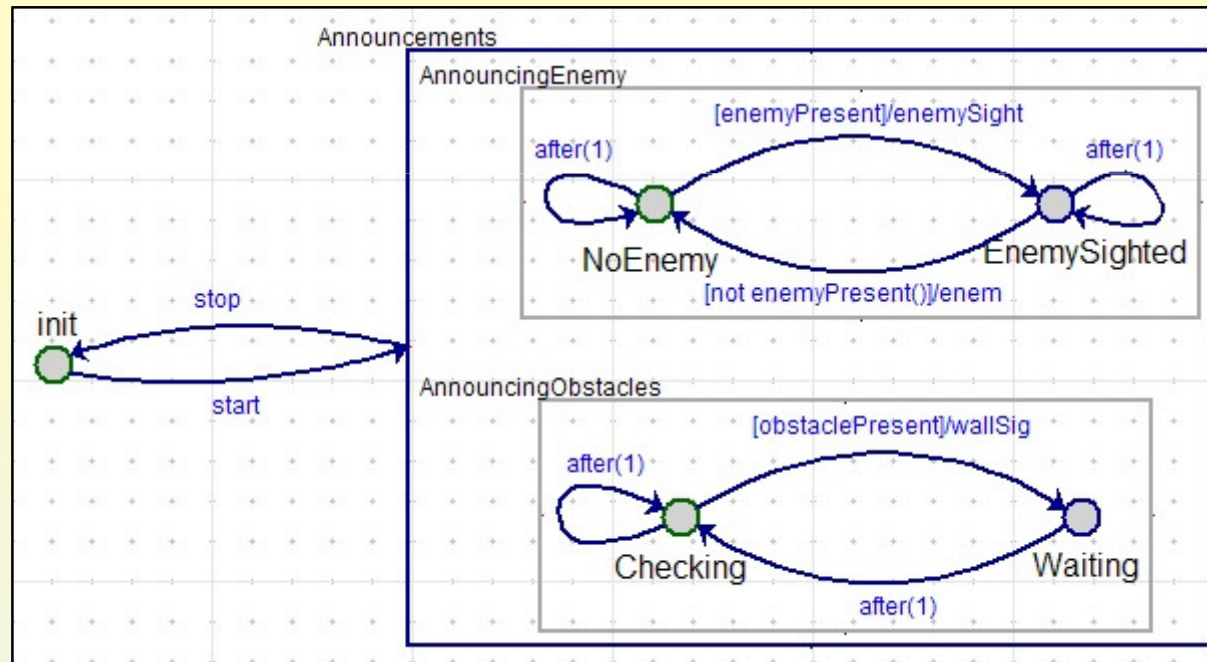 Announcements
AnnouncingEnemy
[enemyPresent]/enemySight
after(1)
after(1)
NoEnemy
EnemySighted
[not enemyPresent()]/enem
stop
init
start
AnnouncingObstacles
[obstaclePresent]/wallSig
after(1)
Checking
Waiting
after(1)